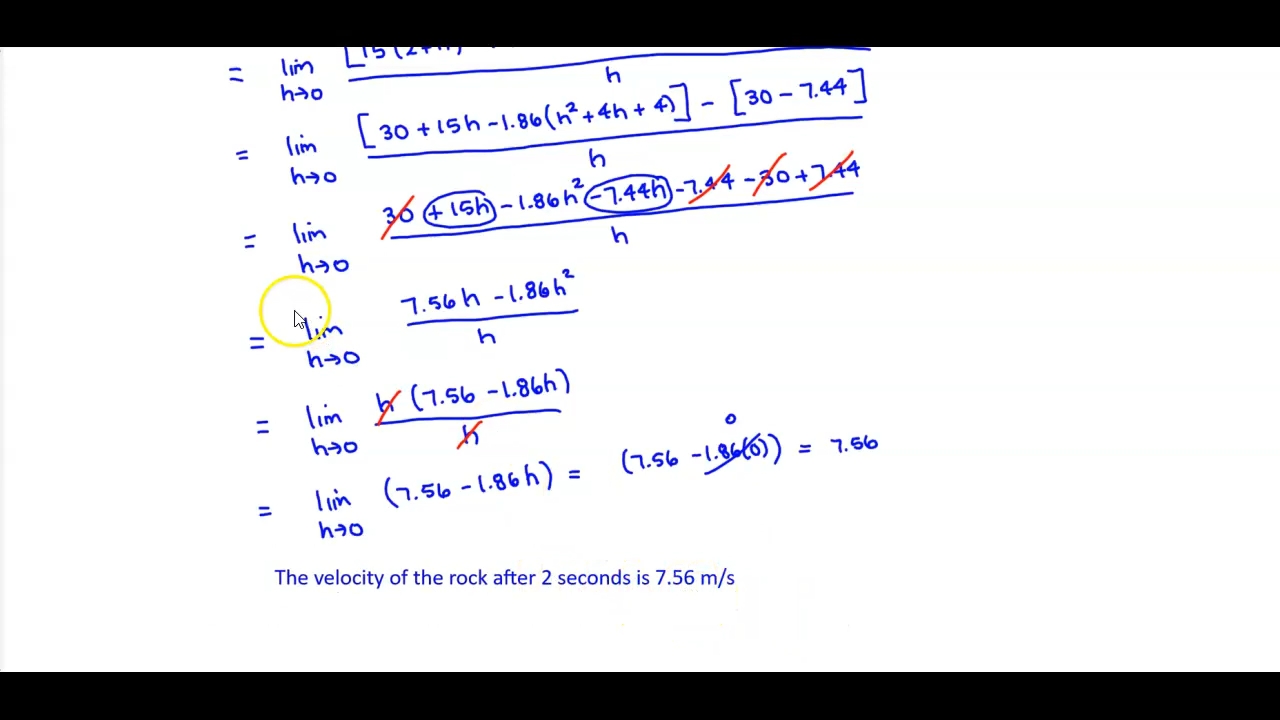 = lim h→0 [15(2+h) / h
= lim h→0 [30 + 15h - 1.86(h² + 4h + 4)] - [30 - 7.44] / h
= lim h→0 30 + 15h - 1.86h² - 7.44h - 7.44 - 30 + 7.44 / h
= lim h→0 7.56h - 1.86h² / h
= lim h→0 h (7.56 - 1.86h) / h
= lim h→0 (7.56 - 1.86h) = (7.56 - 1.86(0)) 0 = 7.56
The velocity of the rock after 2 seconds is 7.56 m/s